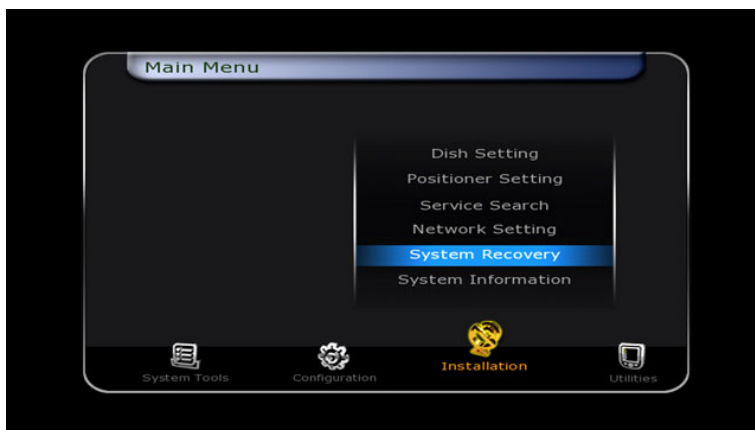 Main Menu
Dish Setting
Positioner Setting
Service Search
Network Setting
System Recovery
System Information
System Tools
Configuration
Installation
Utilities